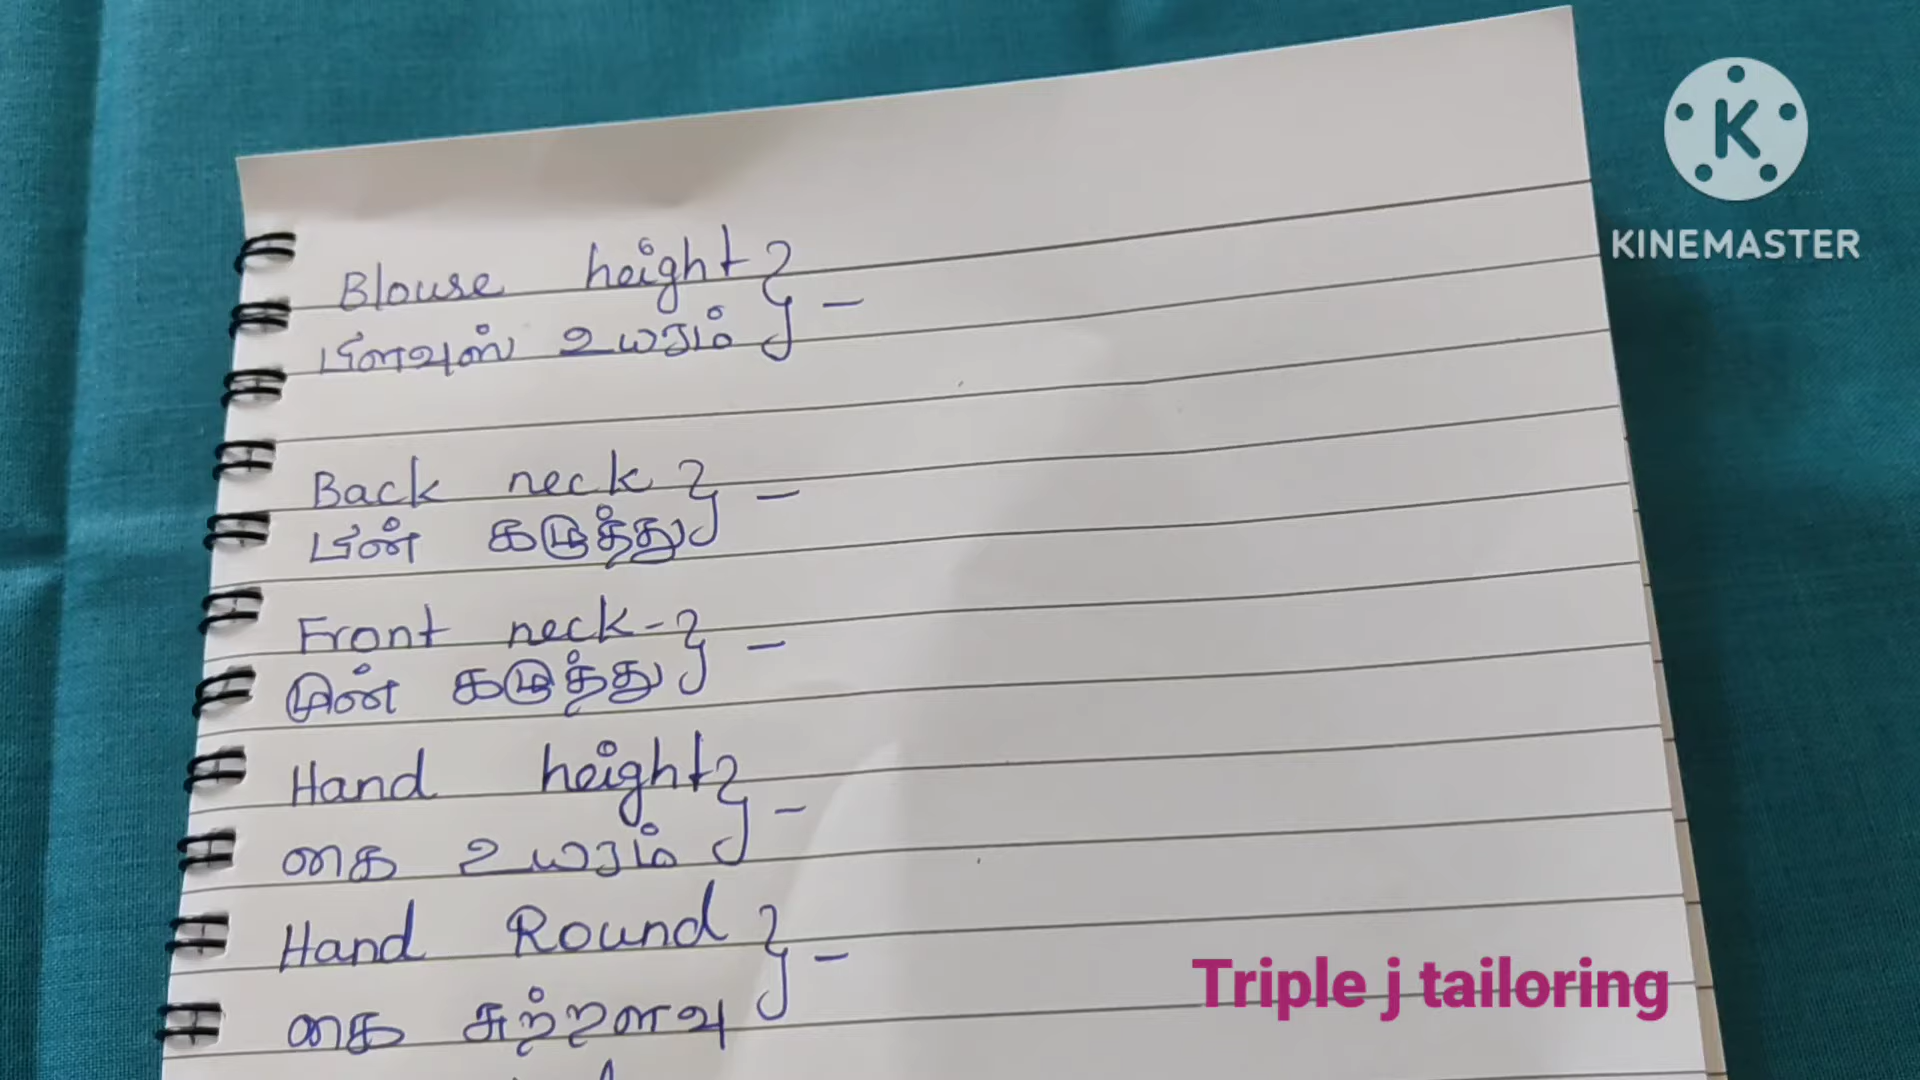 Blouse height } -
பிளவுஸ் உயரம்
Back neck } -
பின் கழுத்து
Front neck - } -
முன் கழுத்து
Hand height } -
கை உயரம்
Hand Round } -
கை சுற்றளவு
KINEMASTER
Triple j tailoring